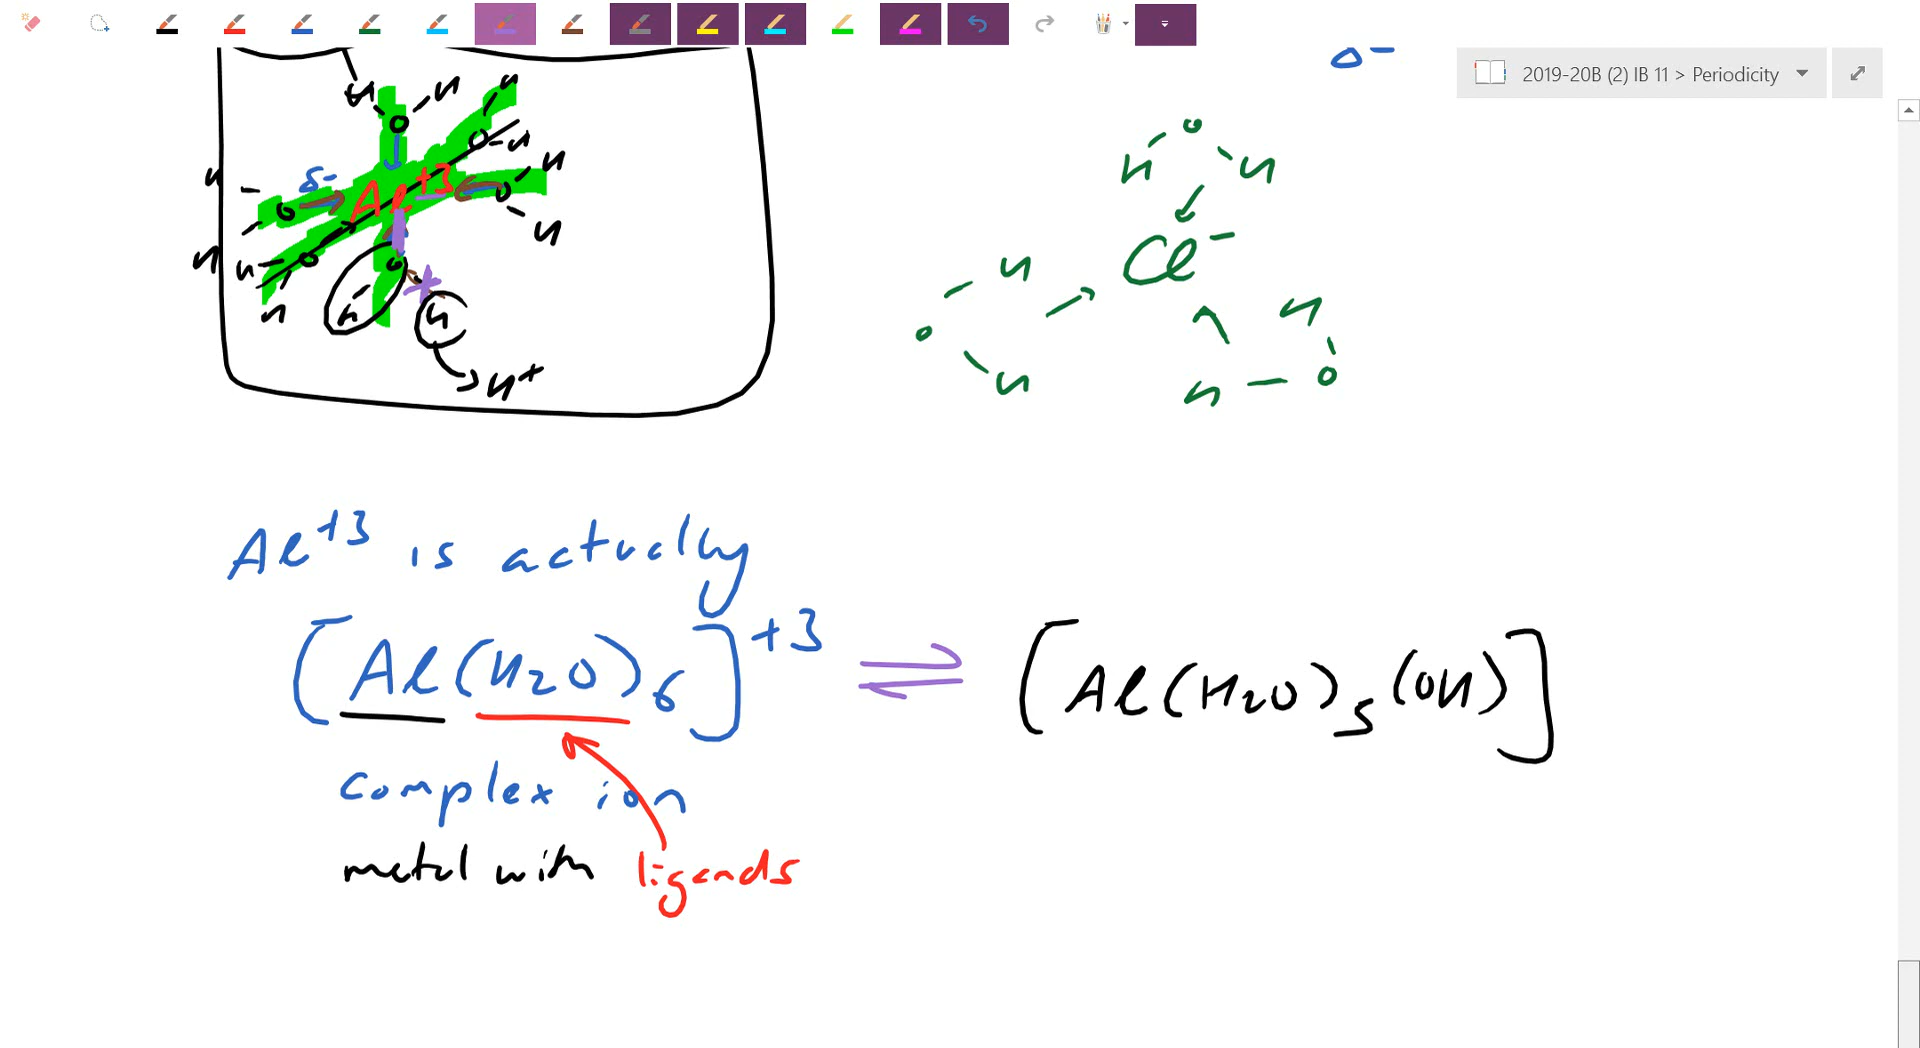 2019-20B (2) IB 11 > Periodicity
δ-
H H H
O
O-H
H
H δ- Al+3
O O
H H
H O O
H H H
H+
O
H H
Cl-
H H
O
H H O
Al+3 is actually
[Al(H2O)6]+3 ⇌ [Al(H2O)5(OH)]
complex ion
metal with ligands